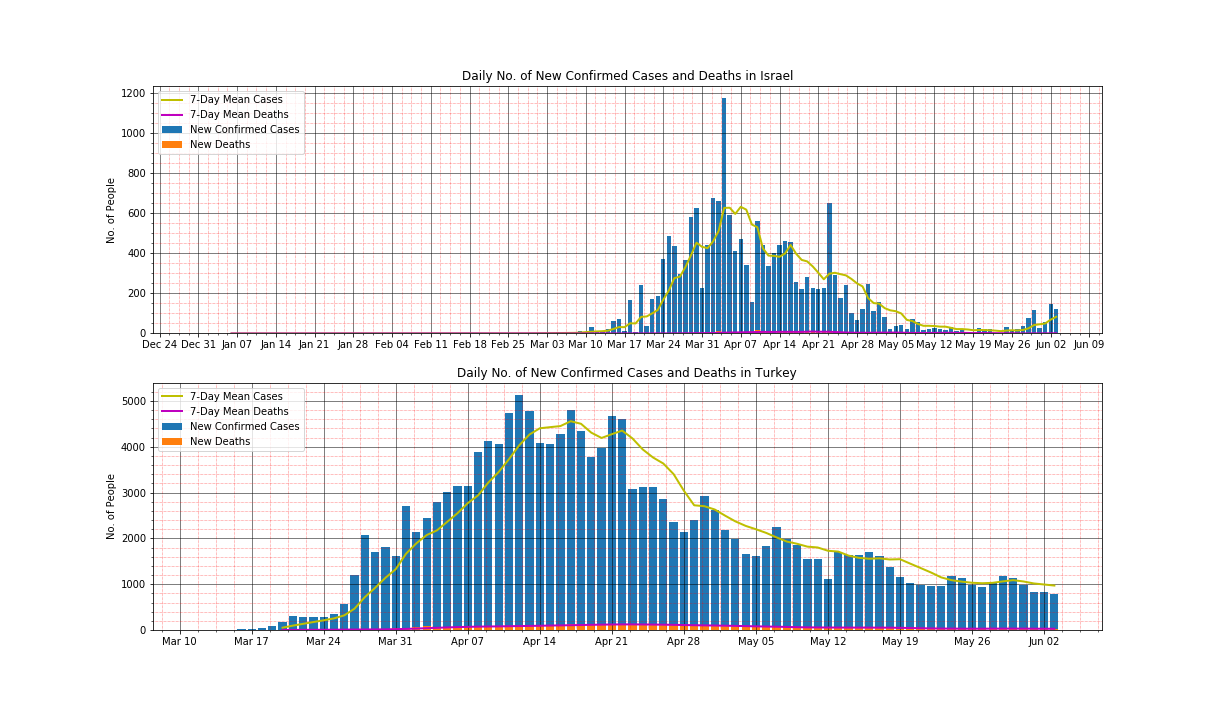 Daily No. of New Confirmed Cases and Deaths in Israel
No. of People
1200
1000
800
600
400
200
0
7-Day Mean Cases
7-Day Mean Deaths
New Confirmed Cases
New Deaths
Dec 24 Dec 31 Jan 07 Jan 14 Jan 21 Jan 28 Feb 04 Feb 11 Feb 18 Feb 25 Mar 03 Mar 10 Mar 17 Mar 24 Mar 31 Apr 07 Apr 14 Apr 21 Apr 28 May 05 May 12 May 19 May 26 Jun 02 Jun 09
Daily No. of New Confirmed Cases and Deaths in Turkey
No. of People
5000
4000
3000
2000
1000
0
7-Day Mean Cases
7-Day Mean Deaths
New Confirmed Cases
New Deaths
Mar 10 Mar 17 Mar 24 Mar 31 Apr 07 Apr 14 Apr 21 Apr 28 May 05 May 12 May 19 May 26 Jun 02